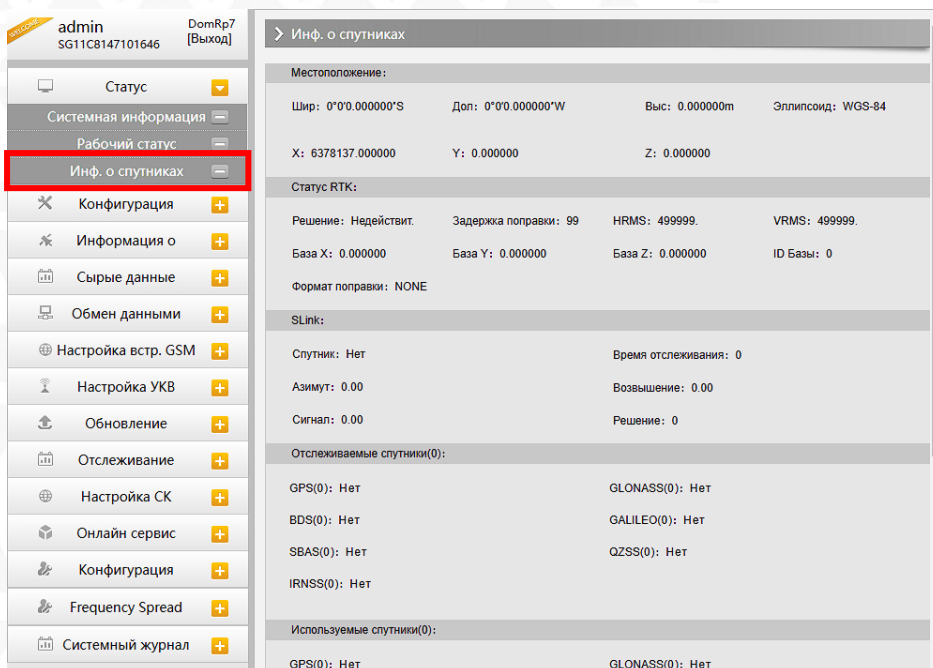 WELCOME
admin
DomRp7
SG11C8147101646
[Выход]
Статус
Системная информация
Рабочий статус
Инф. о спутниках
Конфигурация
Информация о
Сырые данные
Обмен данными
Настройка встр. GSM
Настройка УКВ
Обновление
Отслеживание
Настройка СК
Онлайн сервис
Конфигурация
Frequency Spread
Системный журнал
Инф. о спутниках
Местоположение:
Шир: 0°0'0.000000"S Дол: 0°0'0.000000"W Выс: 0.000000m Эллипсоид: WGS-84
X: 6378137.000000 Y: 0.000000 Z: 0.000000
Статус RTK:
Решение: Недействит. Задержка поправки: 99 HRMS: 499999. VRMS: 499999.
База X: 0.000000 База Y: 0.000000 База Z: 0.000000 ID Базы: 0
Формат поправки: NONE
SLink:
Спутник: Нет Время отслеживания: 0
Азимут: 0.00 Возвышение: 0.00
Сигнал: 0.00 Решение: 0
Отслеживаемые спутники(0):
GPS(0): Нет GLONASS(0): Нет
BDS(0): Нет GALILEO(0): Нет
SBAS(0): Нет QZSS(0): Нет
IRNSS(0): Нет
Используемые спутники(0):
GPS(0): Нет GLONASS(0): Нет